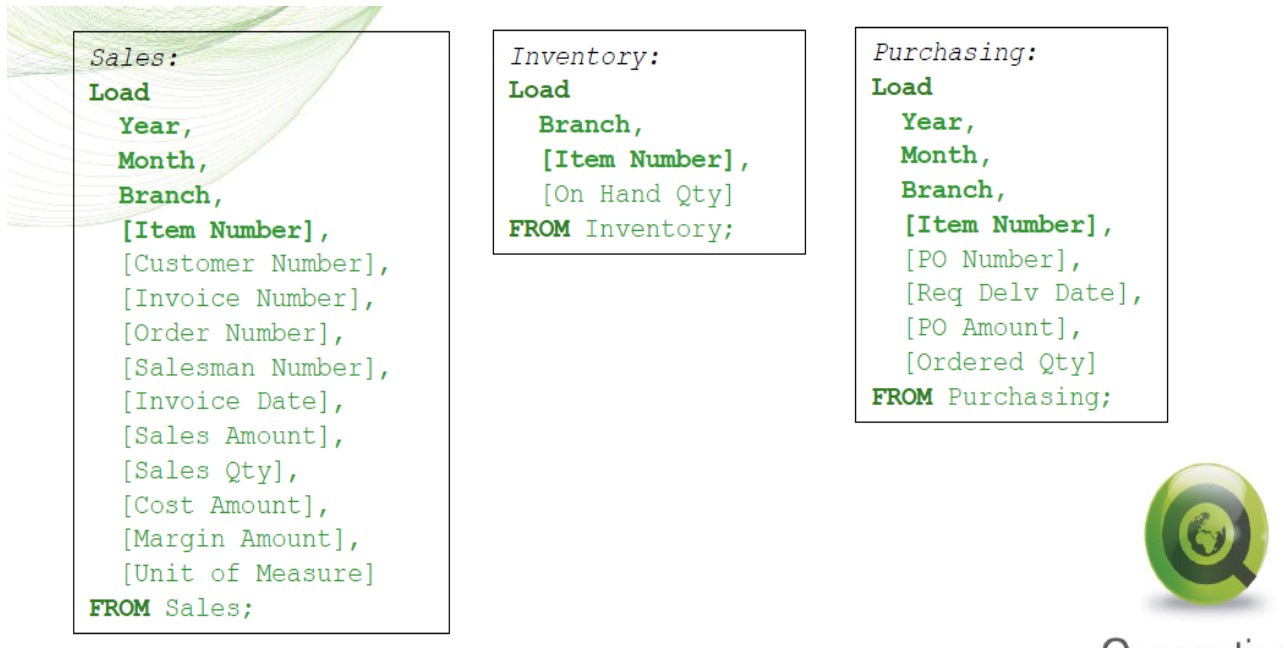 Sales:
Load
Year,
Month,
Branch,
[Item Number],
[Customer Number],
[Invoice Number],
[Order Number],
[Salesman Number],
[Invoice Date],
[Sales Amount],
[Sales Qty],
[Cost Amount],
[Margin Amount],
[Unit of Measure]
FROM Sales;
Inventory:
Load
Branch,
[Item Number],
[On Hand Qty]
FROM Inventory;
Purchasing:
Load
Year,
Month,
Branch,
[Item Number],
[PO Number],
[Req Delv Date],
[PO Amount],
[Ordered Qty]
FROM Purchasing;